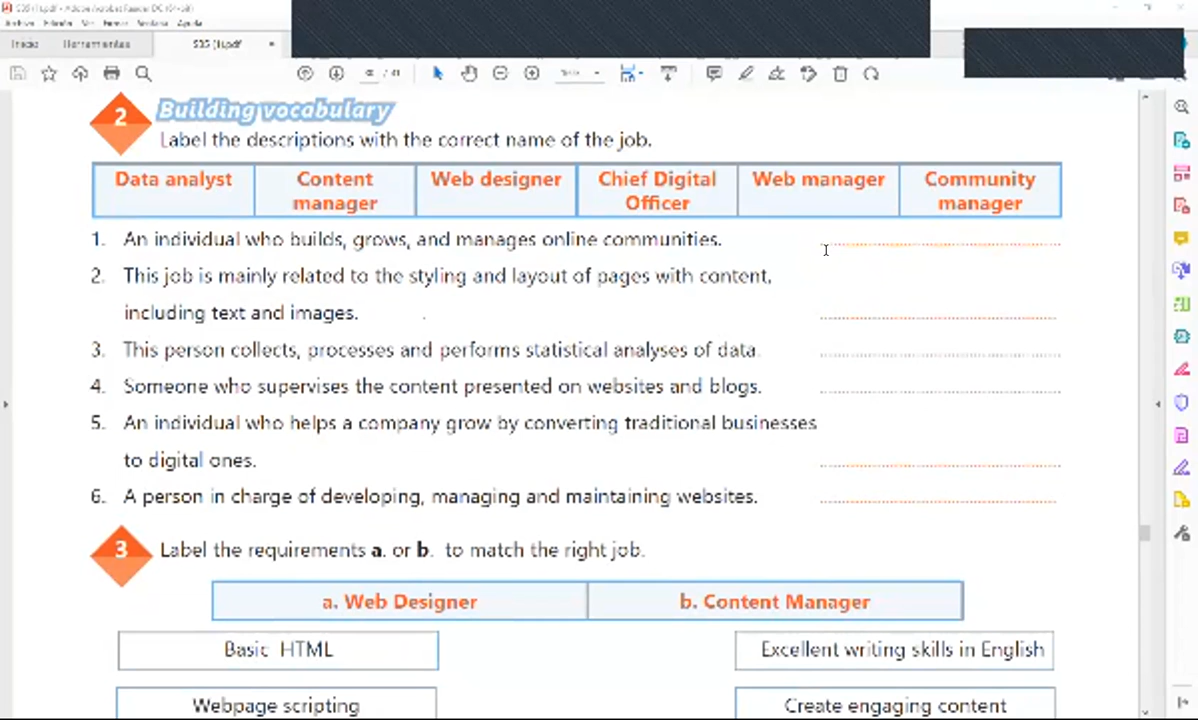 Inicio Herramientas
2 Building vocabulary
Label the descriptions with the correct name of the job.
Data analyst Content manager Web designer Chief Digital Officer Web manager Community manager
1. An individual who builds, grows, and manages online communities.
2. This job is mainly related to the styling and layout of pages with content,
including text and images.
3. This person collects, processes and performs statistical analyses of data.
4. Someone who supervises the content presented on websites and blogs.
5. An individual who helps a company grow by converting traditional businesses
to digital ones.
6. A person in charge of developing, managing and maintaining websites.
3 Label the requirements a. or b. to match the right job.
a. Web Designer b. Content Manager
Basic HTML Excellent writing skills in English
Webpage scripting Create engaging content